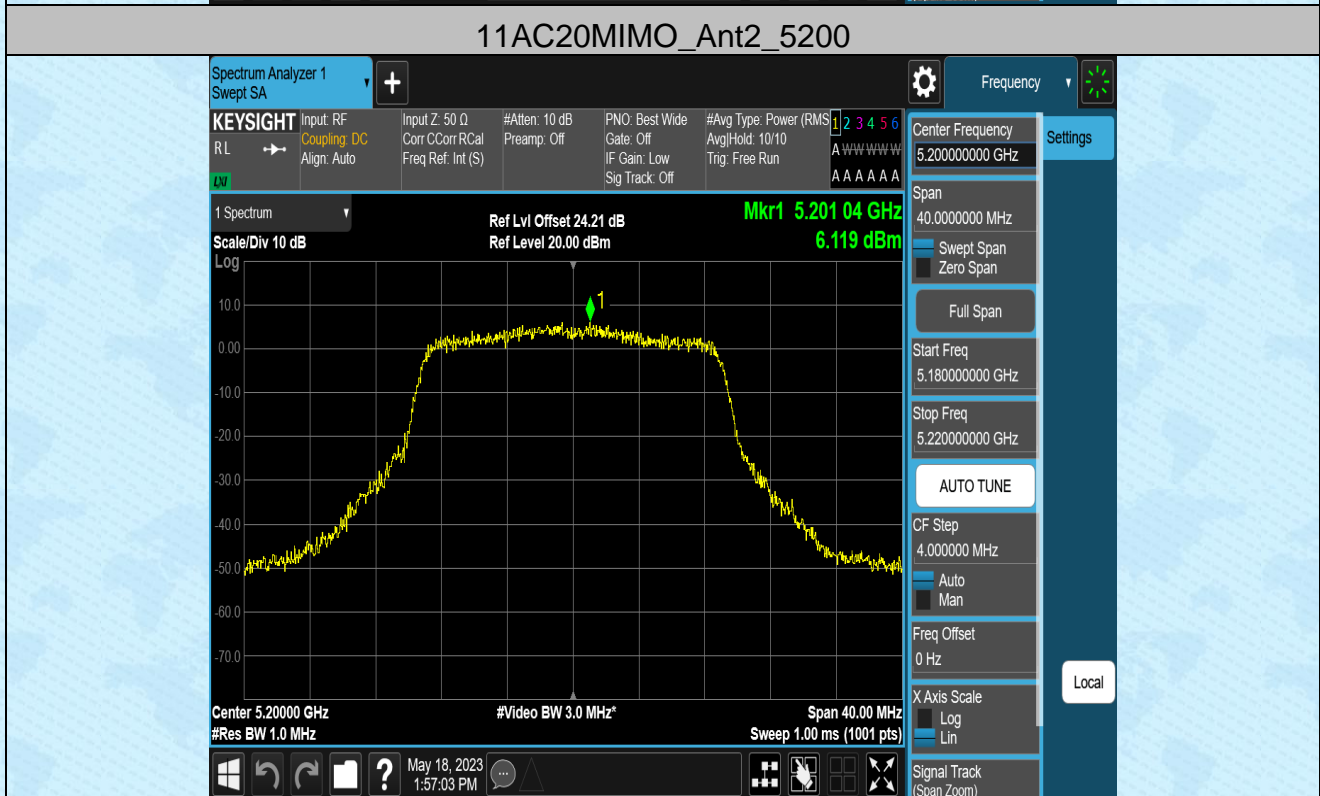 11AC20MIMO_Ant2_5200
Spectrum Analyzer 1
Swept SA
+
Frequency
KEYSIGHT
RL
LXI
Input: RF
Coupling: DC
Align: Auto
Input Z: 50 Ω
Corr CCorr RCal
Freq Ref: Int (S)
#Atten: 10 dB
Preamp: Off
PNO: Best Wide
Gate: Off
IF Gain: Low
Sig Track: Off
#Avg Type: Power (RMS
Avg|Hold: 10/10
Trig: Free Run
1 2 3 4 5 6
A W W W W W
A A A A A A
1 Spectrum
Scale/Div 10 dB
Log
Ref Lvl Offset 24.21 dB
Ref Level 20.00 dBm
Mkr1 5.201 04 GHz
6.119 dBm
1
10.0
0.00
-10.0
-20.0
-30.0
-40.0
-50.0
-60.0
-70.0
Center 5.20000 GHz
#Res BW 1.0 MHz
#Video BW 3.0 MHz*
Span 40.00 MHz
Sweep 1.00 ms (1001 pts)
Center Frequency
5.200000000 GHz
Settings
Span
40.0000000 MHz
Swept Span
Zero Span
Full Span
Start Freq
5.180000000 GHz
Stop Freq
5.220000000 GHz
AUTO TUNE
CF Step
4.000000 MHz
Auto
Man
Freq Offset
0 Hz
X Axis Scale
Log
Lin
Local
Signal Track
(Span Zoom)
?
May 18, 2023
1:57:03 PM